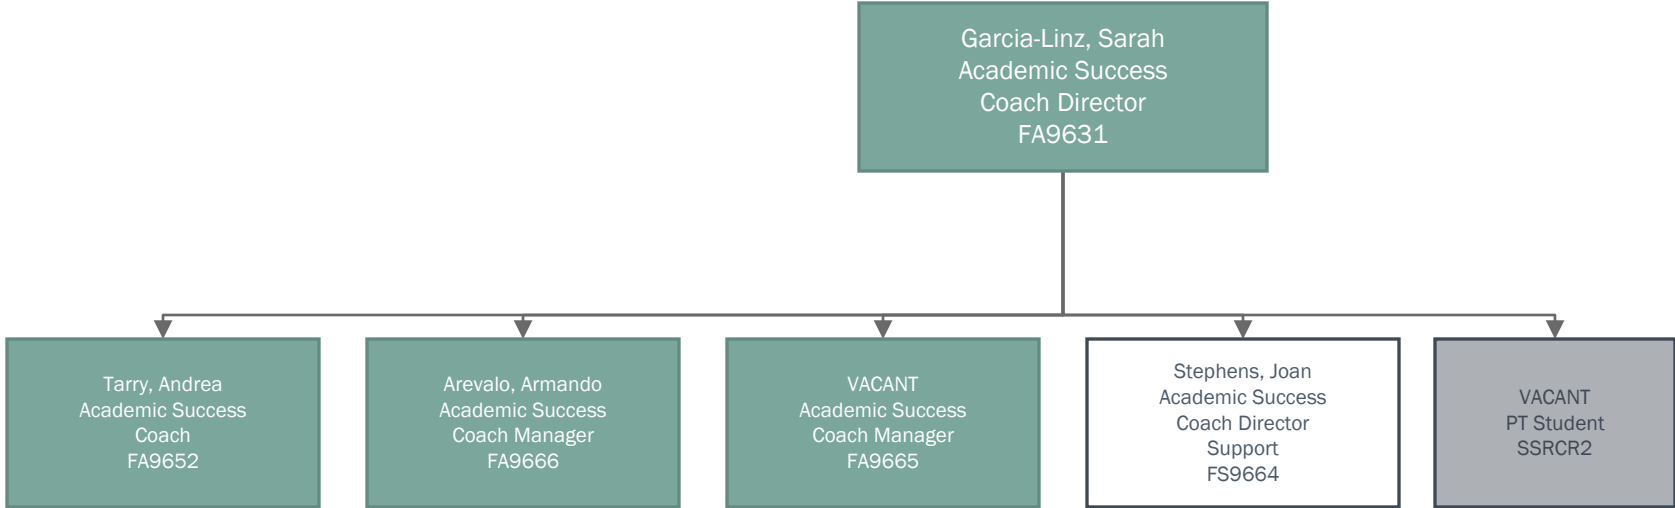 Garcia-Linz, Sarah
Academic Success
Coach Director
FA9631
Tarry, Andrea
Academic Success
Coach
FA9652
Arevalo, Armando
Academic Success
Coach Manager
FA9666
VACANT
Academic Success
Coach Manager
FA9665
Stephens, Joan
Academic Success
Coach Director
Support
FS9664
VACANT
PT Student
SSRCR2